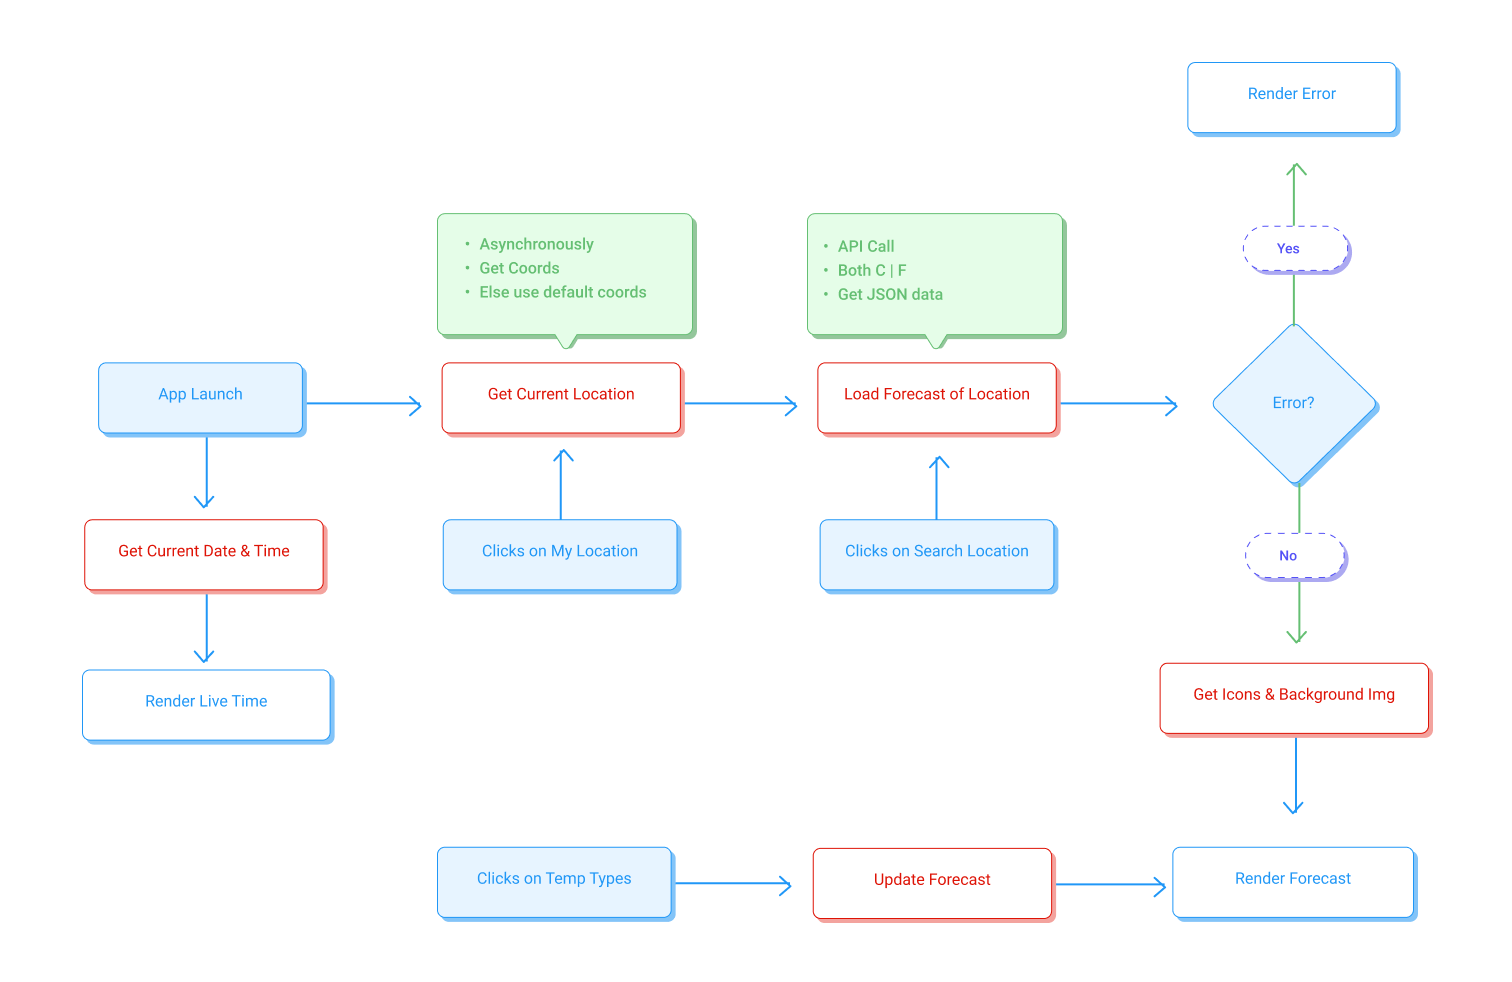 Render Error
• Asynchronously
• Get Coords
• Else use default coords
• API Call
• Both C | F
• Get JSON data
Yes
App Launch
Get Current Location
Load Forecast of Location
Error?
Get Current Date & Time
Clicks on My Location
Clicks on Search Location
No
Render Live Time
Get Icons & Background Img
Clicks on Temp Types
Update Forecast
Render Forecast